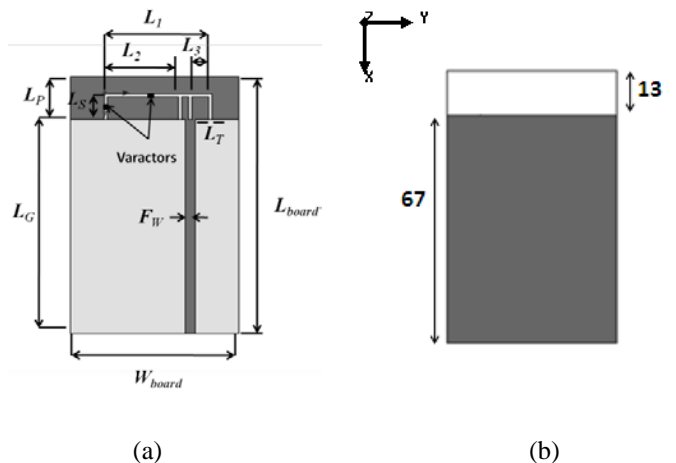 L1
L2
L3
LP
LS
LT
Varactors
LG
FW
Lboard
Wboard
(a)
Z
Y
X
13
67
(b)